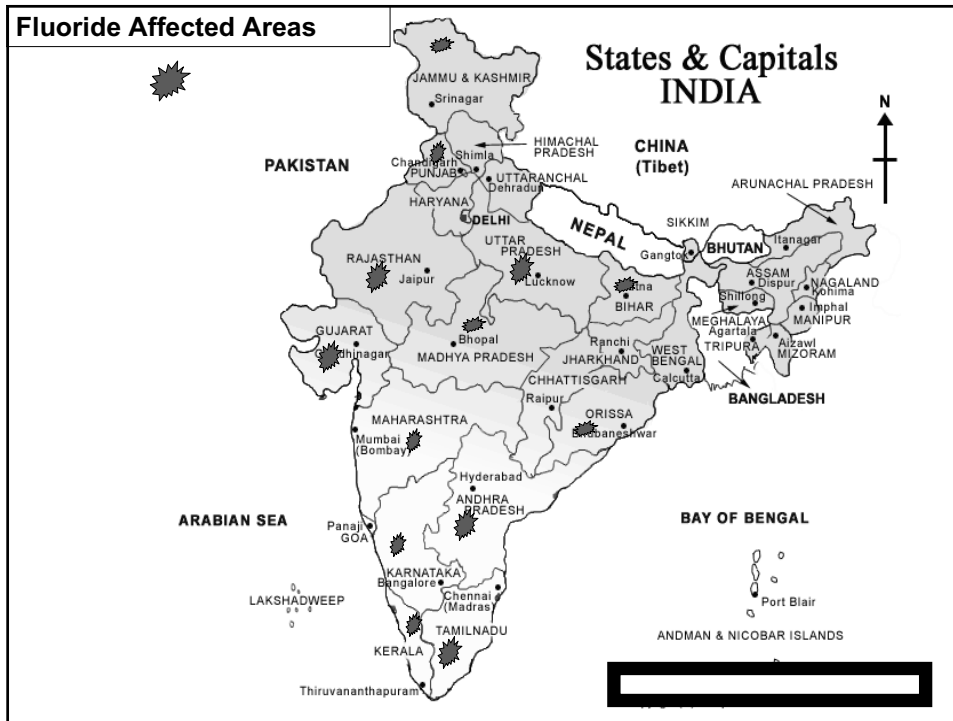 Fluoride Affected Areas
States & Capitals
INDIA
N
JAMMU & KASHMIR
Srinagar
HIMACHAL
PRADESH
CHINA
(Tibet)
PAKISTAN
Chandigarh
Shimla
PUNJAB
UTTARANCHAL
Dehradun
ARUNACHAL PRADESH
HARYANA
DELHI
NEPAL
SIKKIM
Gangtok
BHUTAN
Itanagar
RAJASTHAN
Jaipur
UTTAR
PRADESH
Lucknow
ASSAM
Dispur
NAGALAND
Kohima
BIHAR
Shillong
Imphal
MANIPUR
MEGHALAYA
Agartala
TRIPURA
Aizawl
MIZORAM
GUJARAT
Bhopal
MADHYA PRADESH
Ranchi
JHARKHAND
WEST
BENGAL
Calcutta
CHHATTISGARH
Raipur
BANGLADESH
MAHARASHTRA
Mumbai
(Bombay)
ORISSA
Bhubaneshwar
Hyderabad
ANDHRA
PRADESH
ARABIAN SEA
Panaji
GOA
BAY OF BENGAL
KARNATAKA
Bangalore
Chennai
(Madras)
LAKSHADWEEP
Port Blair
TAMILNADU
KERALA
ANDMAN & NICOBAR ISLANDS
Thiruvananthapuram